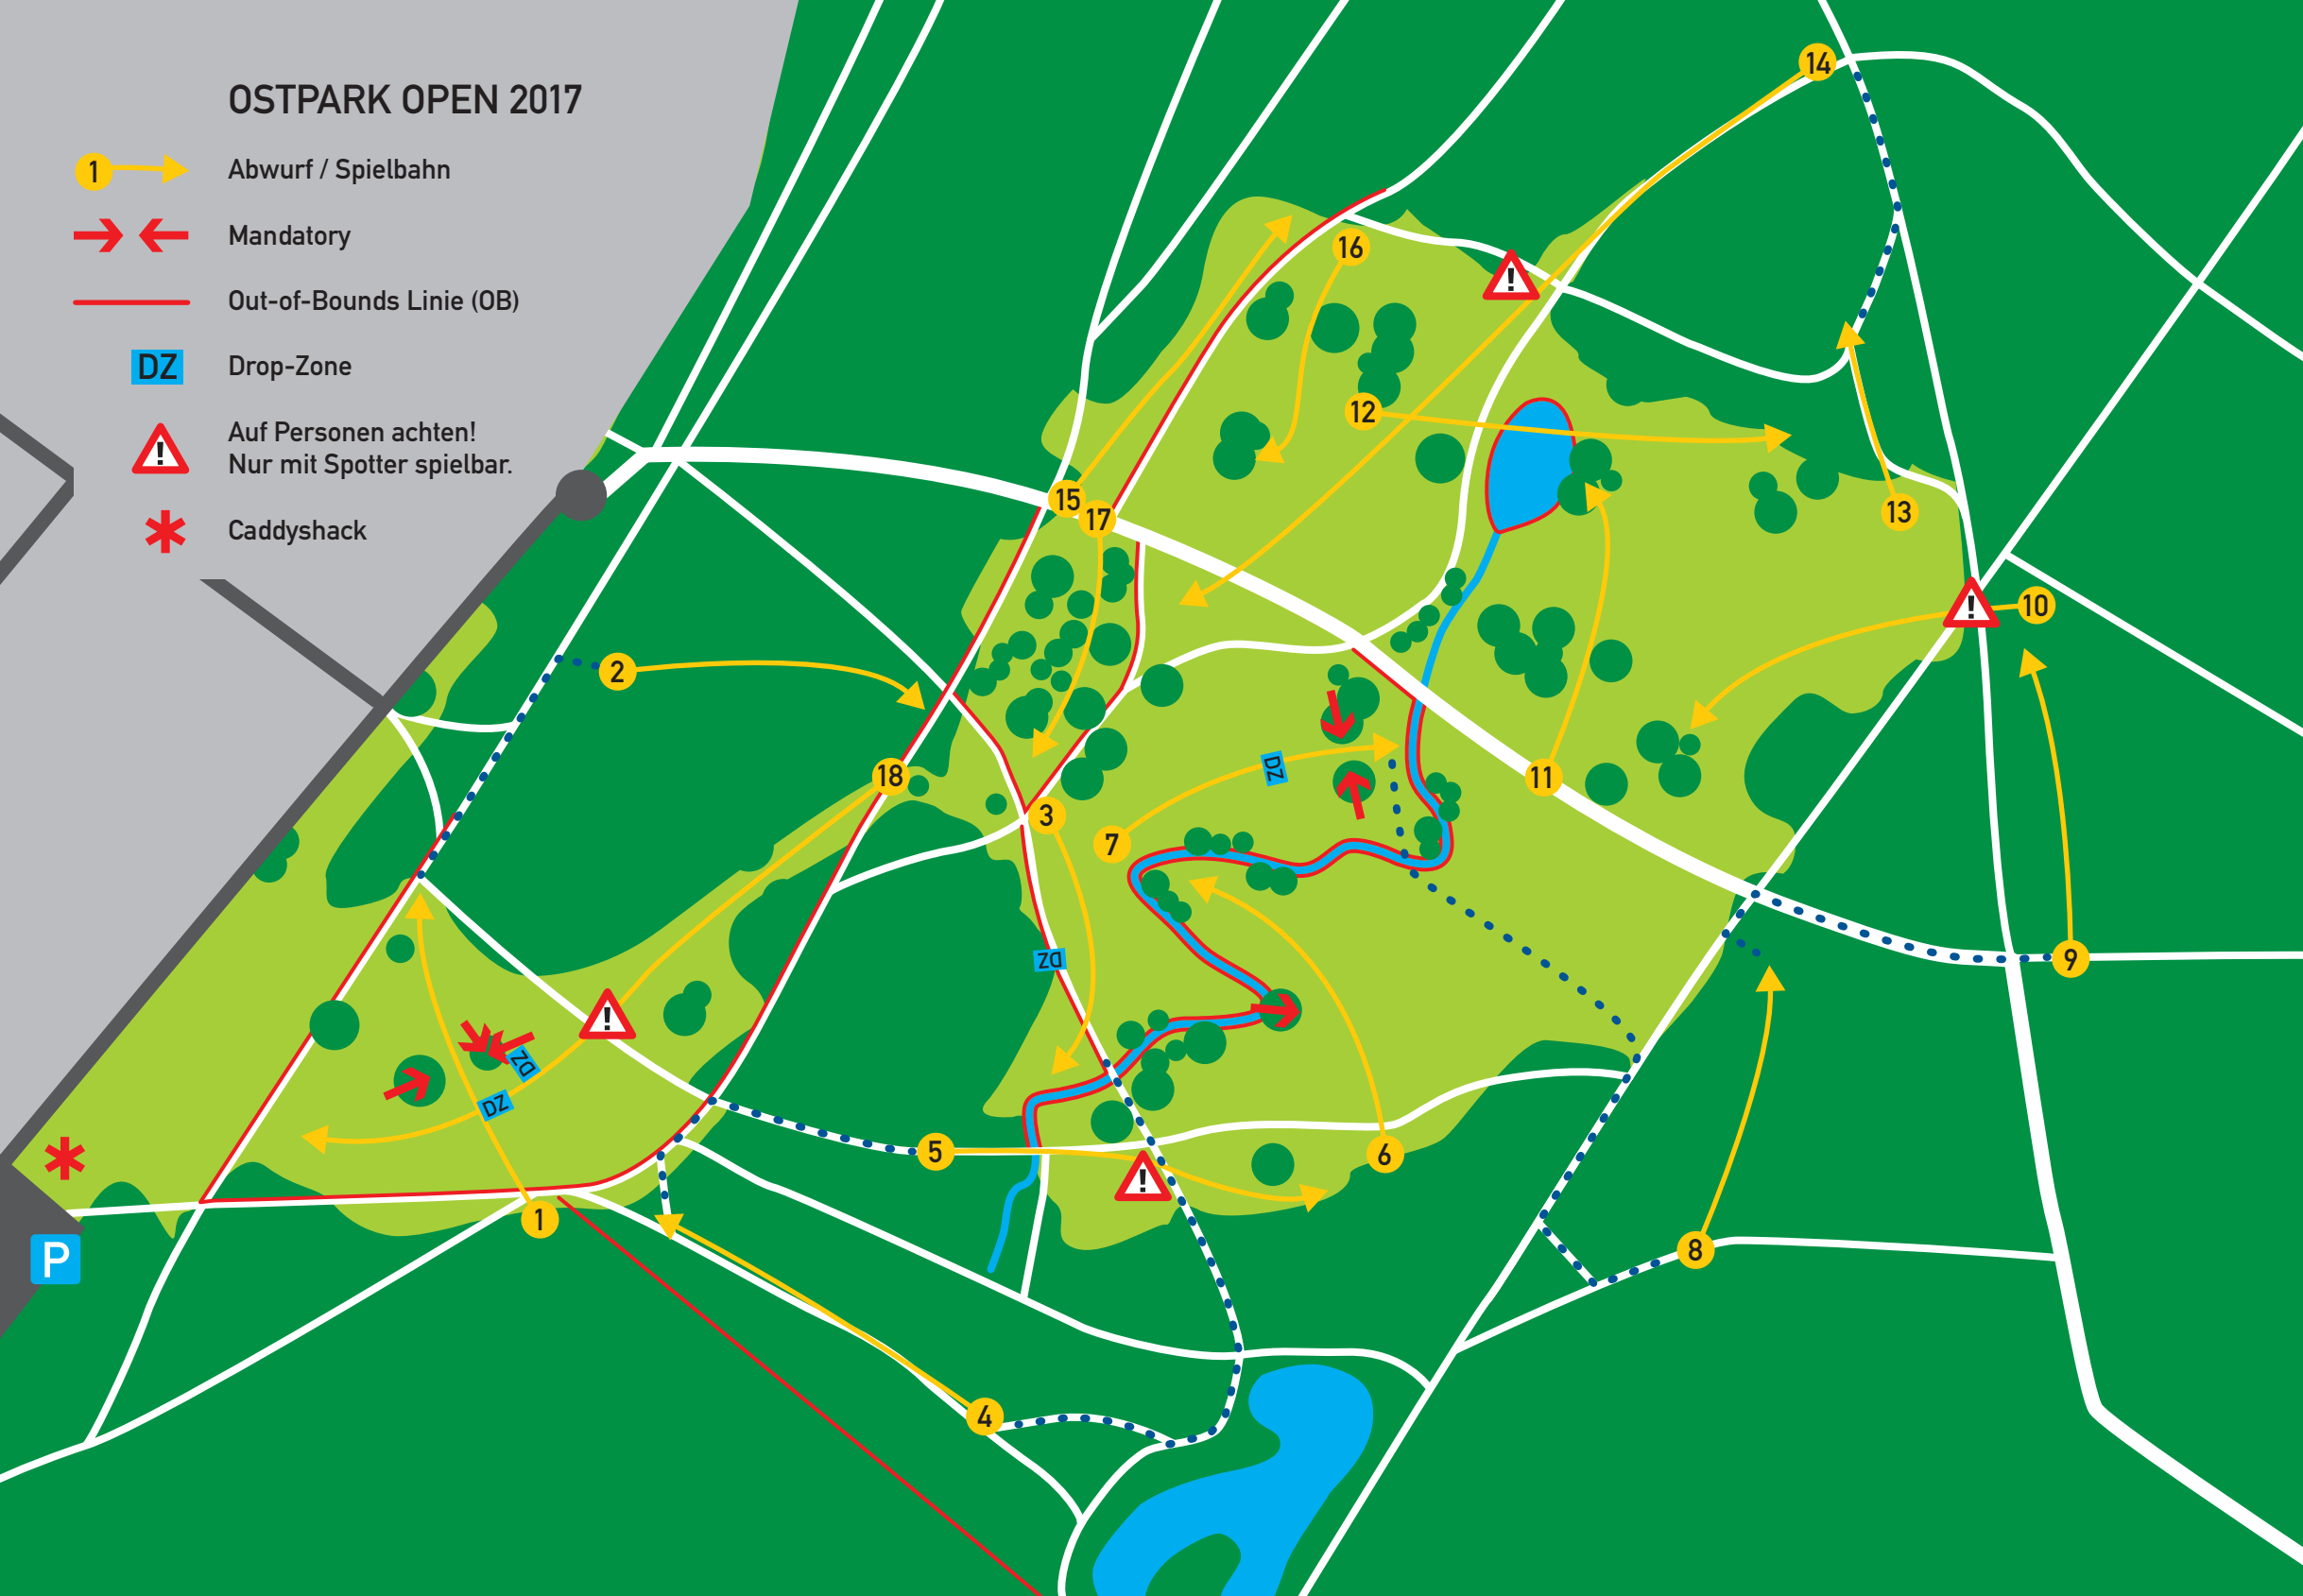 OSTPARK OPEN 2017
1 Abwurf / Spielbahn
Mandatory
Out-of-Bounds Linie (OB)
DZ Drop-Zone
! Auf Personen achten!
Nur mit Spotter spielbar.
Caddyshack
14
16
!
12
15
17
13
2
!
10
18
DZ
11
3
7
DZ
9
!
DZ
DZ
5
6
!
1
P
8
4